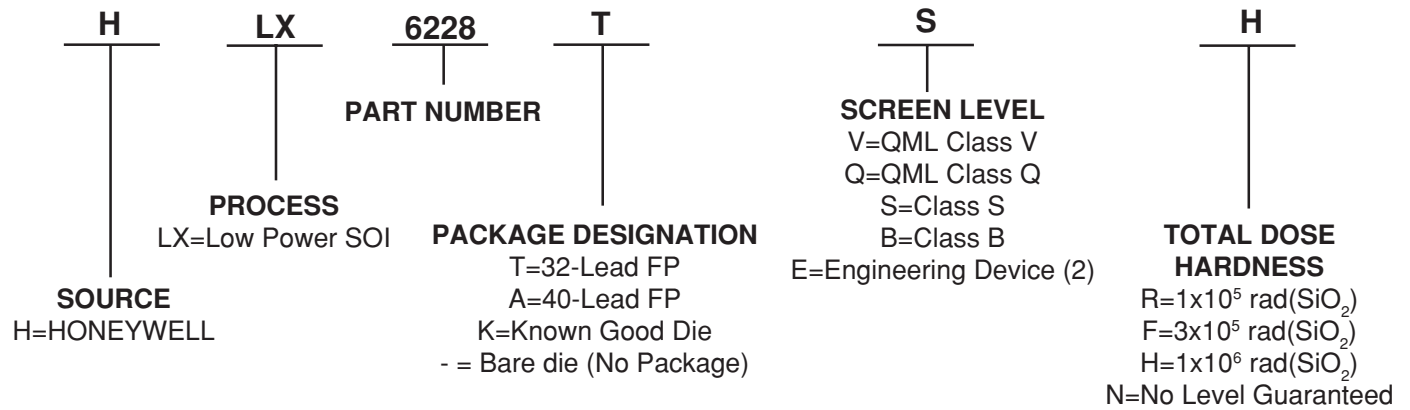 H LX 6228 T S H
PART NUMBER
SCREEN LEVEL
V=QML Class V
Q=QML Class Q
S=Class S
B=Class B
E=Engineering Device (2)
PROCESS
LX=Low Power SOI
PACKAGE DESIGNATION
T=32-Lead FP
A=40-Lead FP
K=Known Good Die
- = Bare die (No Package)
TOTAL DOSE
HARDNESS
R=1x10⁵ rad(SiO₂)
F=3x10⁵ rad(SiO₂)
H=1x10⁶ rad(SiO₂)
N=No Level Guaranteed
SOURCE
H=HONEYWELL